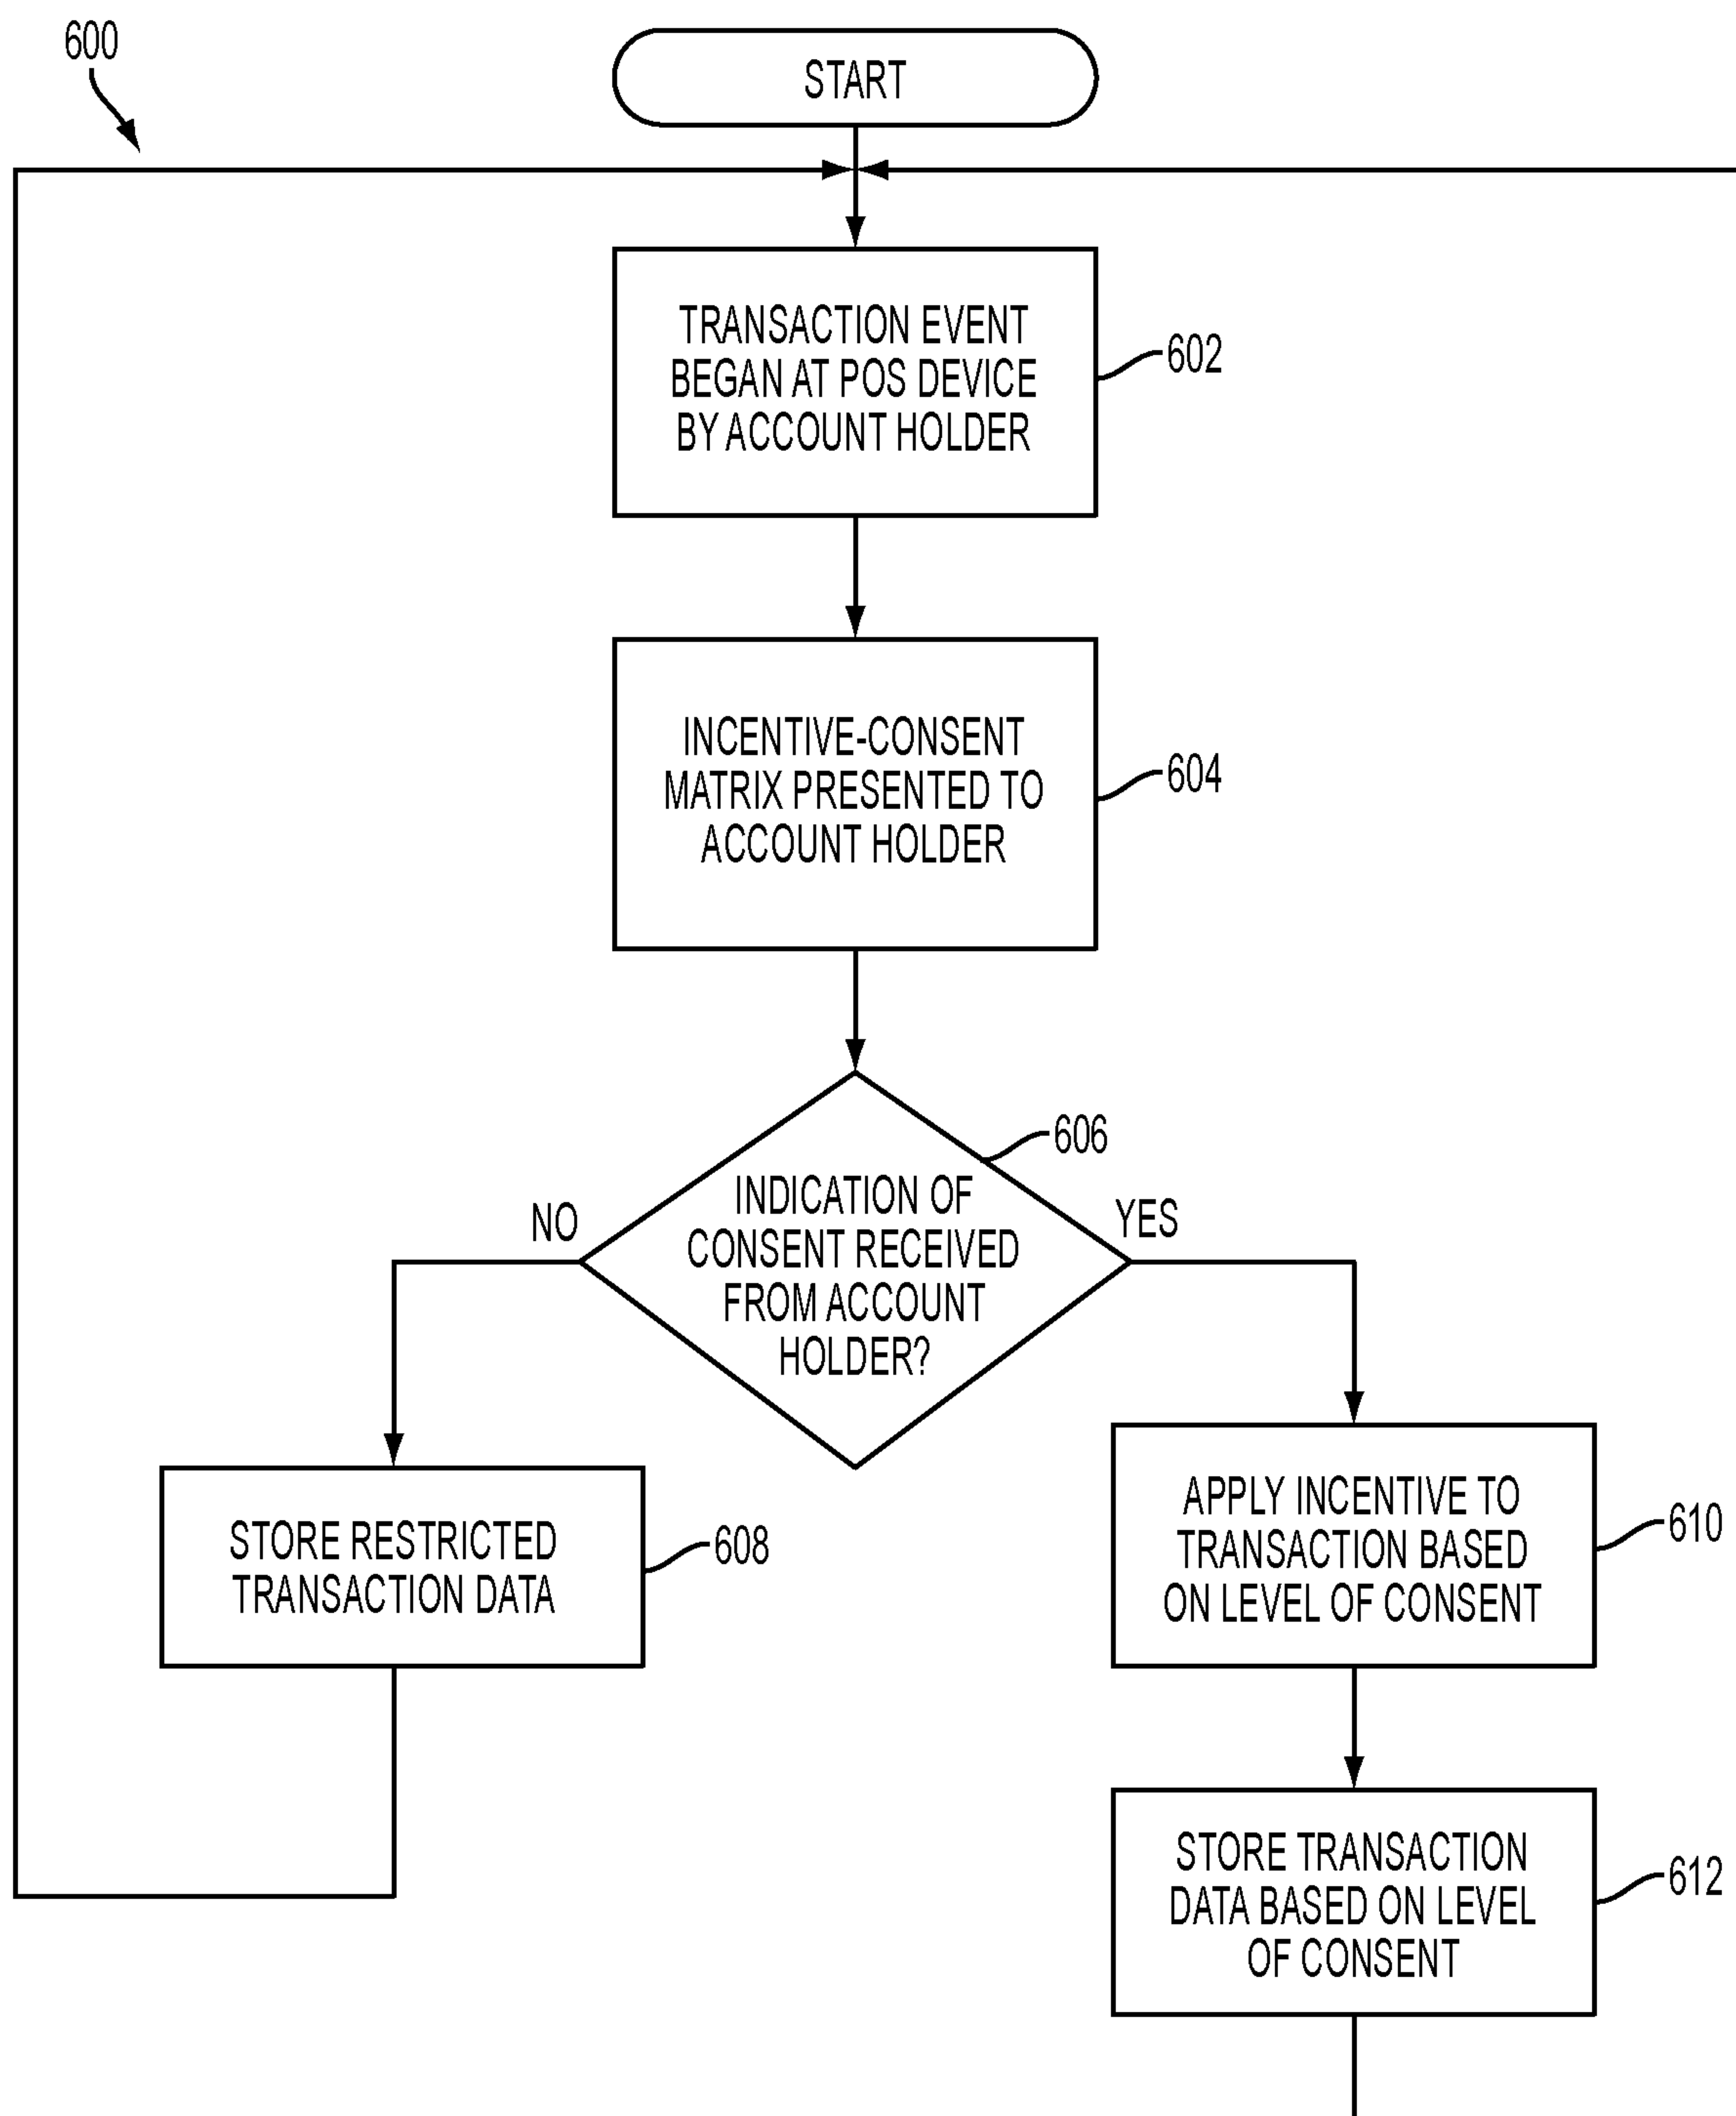 600
START
TRANSACTION EVENT
BEGAN AT POS DEVICE
BY ACCOUNT HOLDER
602
INCENTIVE-CONSENT
MATRIX PRESENTED TO
ACCOUNT HOLDER
604
606
INDICATION OF
CONSENT RECEIVED
FROM ACCOUNT
HOLDER?
NO
YES
STORE RESTRICTED
TRANSACTION DATA
608
APPLY INCENTIVE TO
TRANSACTION BASED
ON LEVEL OF CONSENT
610
STORE TRANSACTION
DATA BASED ON LEVEL
OF CONSENT
612